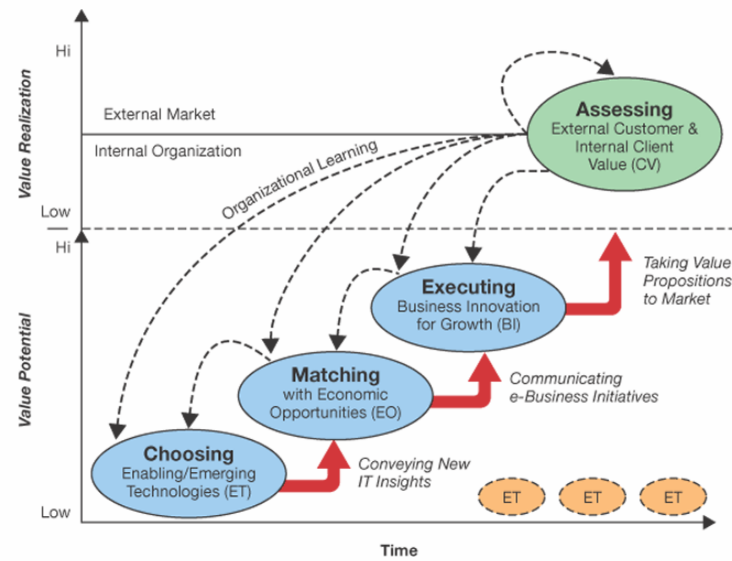 Hi
Value Realization
External Market
Internal Organization
Low
Organizational Learning
Assessing
External Customer &
Internal Client
Value (CV)
Hi
Value Potential
Executing
Business Innovation
for Growth (BI)
Taking Value
Propositions
to Market
Matching
with Economic
Opportunities (EO)
Communicating
e-Business Initiatives
Choosing
Enabling/Emerging
Technologies (ET)
Conveying New
IT Insights
ET
ET
ET
Low
Time